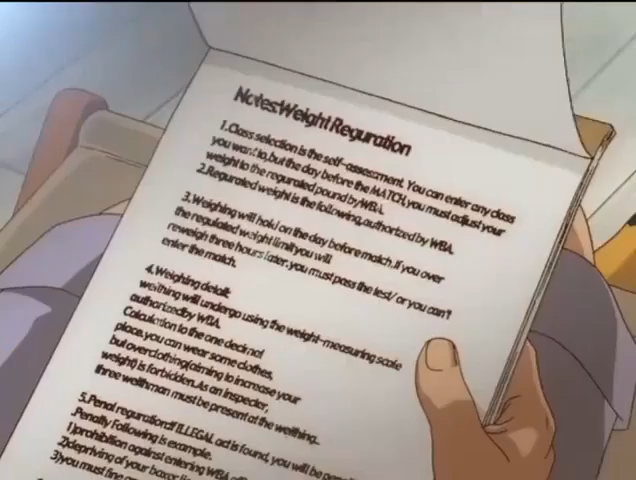 Notes:Weight Reguration
1.Class selection is the self-assesment. You can enter any class
you want to,but the day before the MATCH,you must adjust your
weight to the regurated pound by WBA.
2.Regurated weight is the following,authorized by WBA.
3.Weighing will hold on the day before match.If you over
the regulated weight limit,you will
reweigh three hours later.you must pass the test/ or you can't
enter the match.
4.Weighing detail:
weithing will undergo using the weight-measuring scale
authorizedby WBA.
Calculation to the one decimal
place.you can wear some clothes,
but overclothing(aiming to increase your
weight) is forbidden.As an inspecter,
three weithman must be present at the weithing.
5.Penal reguration:If ILLEGAL act is found, you will be
.Penalty Following is example.
1)prohibition against entering WBA
2)depriving of your boxer
3)you must fine